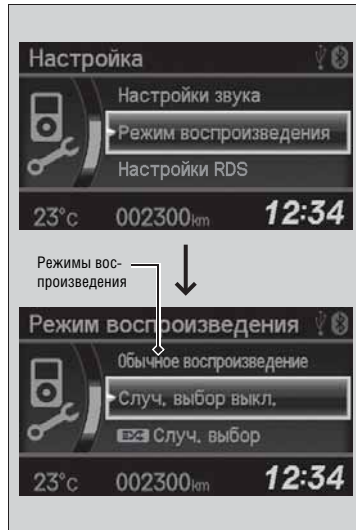 Настройка
Настройки звука
Режим воспроизведения
Настройки RDS
23°c 002300km 12:34
Режимы вос-
произведения
Режим воспроизведения
Обычное воспроизведение
Случ. выбор выкл.
Случ. выбор
23°c 002300km 12:34